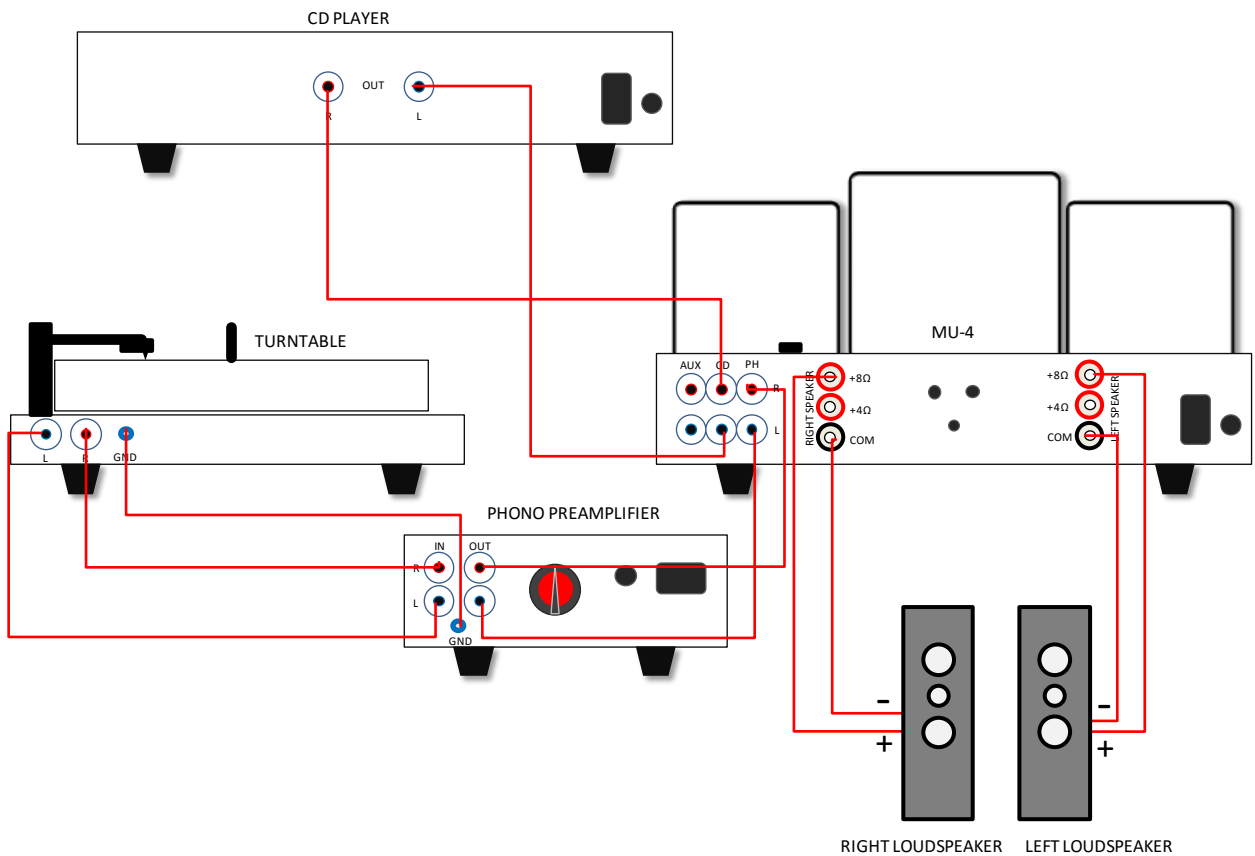 CD PLAYER
OUT
R
L
MU-4
TURNTABLE
AUX
CD
PH
R
L
RIGHT SPEAKER
+8Ω
+4Ω
COM
+8Ω
+4Ω
COM
LEFT SPEAKER
L
R
GND
PHONO PREAMPLIFIER
IN
OUT
R
L
GND
-
+
-
+
RIGHT LOUDSPEAKER
LEFT LOUDSPEAKER